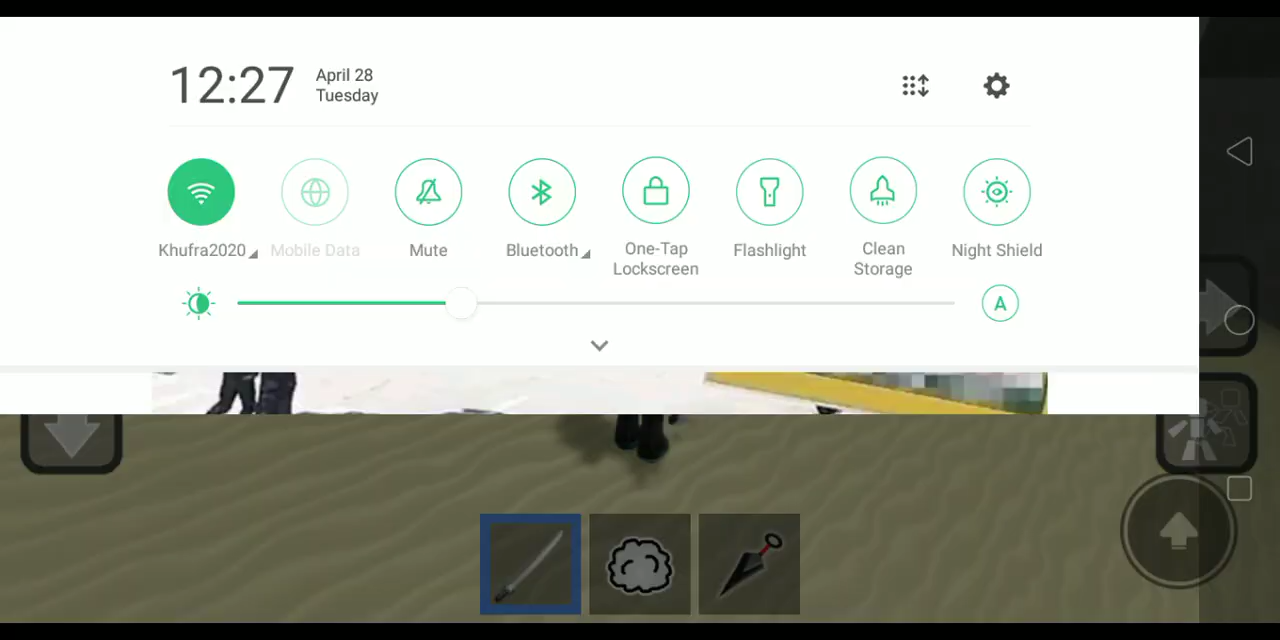 12:27
April 28
Tuesday
Khufra2020
Mobile Data
Mute
Bluetooth
One-Tap
Lockscreen
Flashlight
Clean
Storage
Night Shield
A